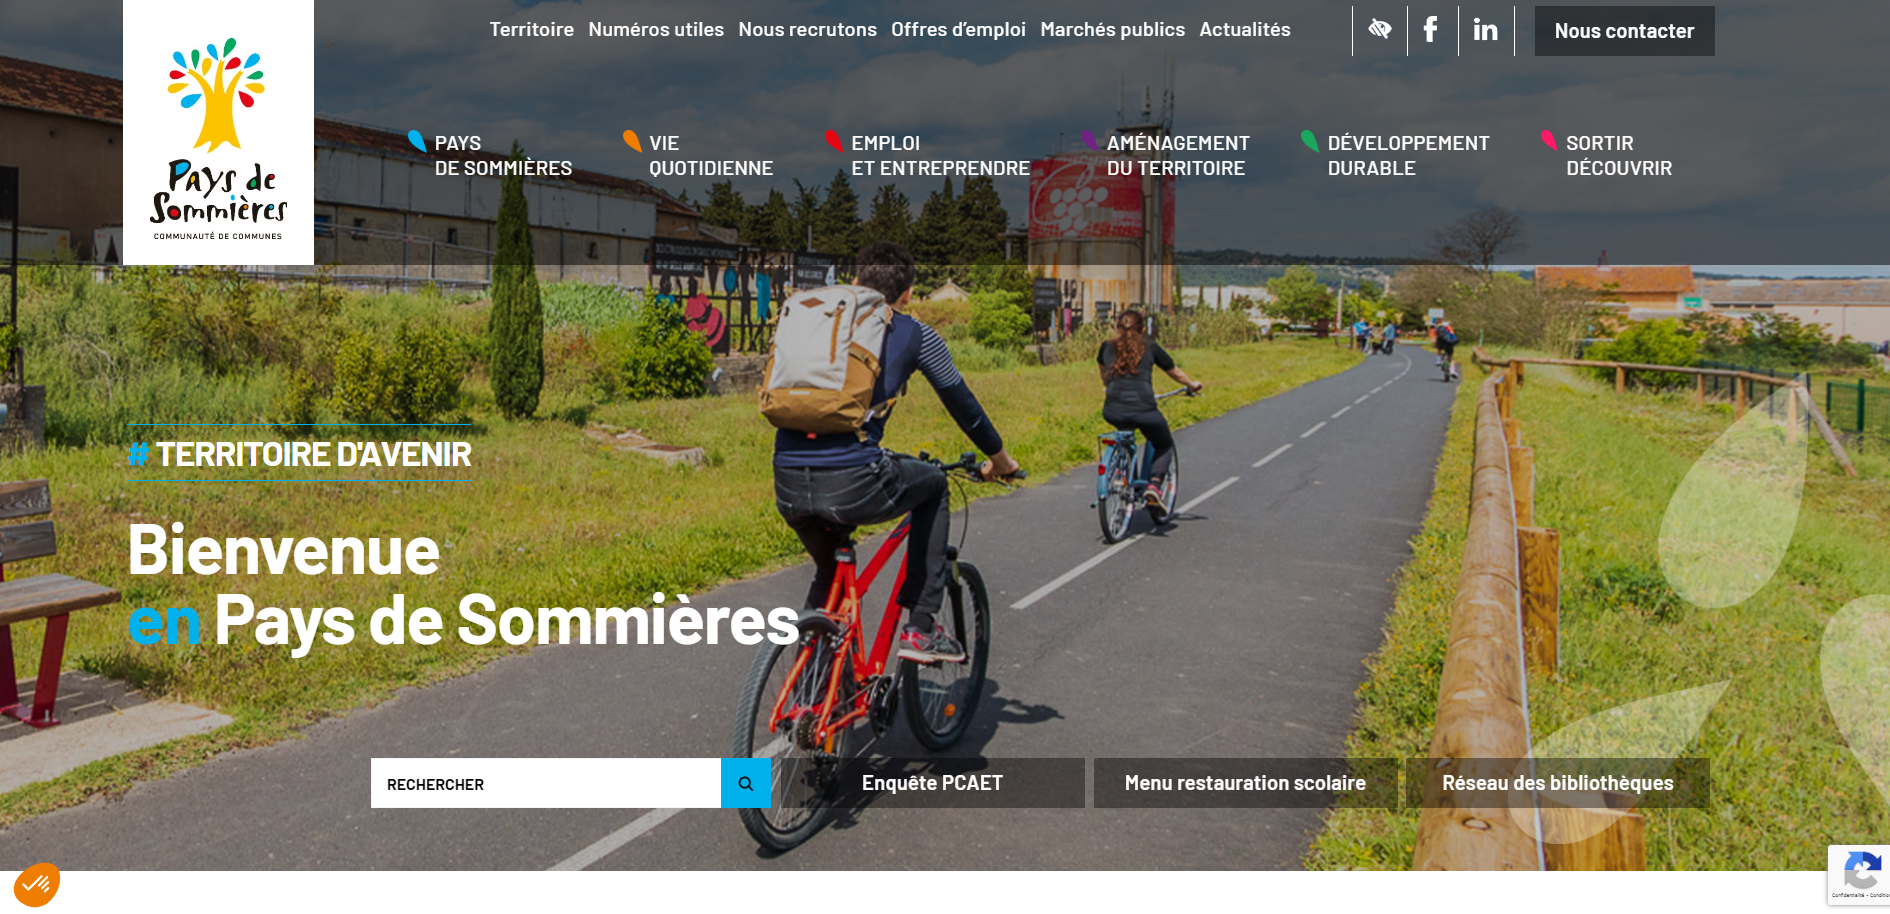 Territoire Numéros utiles Nous recrutons Offres d’emploi Marchés publics Actualités
f
in
Nous contacter
Pays de
Sommières
COMMUNAUTÉ DE COMMUNES
PAYS
DE SOMMIÈRES
VIE
QUOTIDIENNE
EMPLOI
ET ENTREPRENDRE
AMÉNAGEMENT
DU TERRITOIRE
DÉVELOPPEMENT
DURABLE
SORTIR
DÉCOUVRIR
# TERRITOIRE D'AVENIR
Bienvenue
en Pays de Sommières
RECHERCHER
Enquête PCAET
Menu restauration scolaire
Réseau des bibliothèques
Confidentialité -